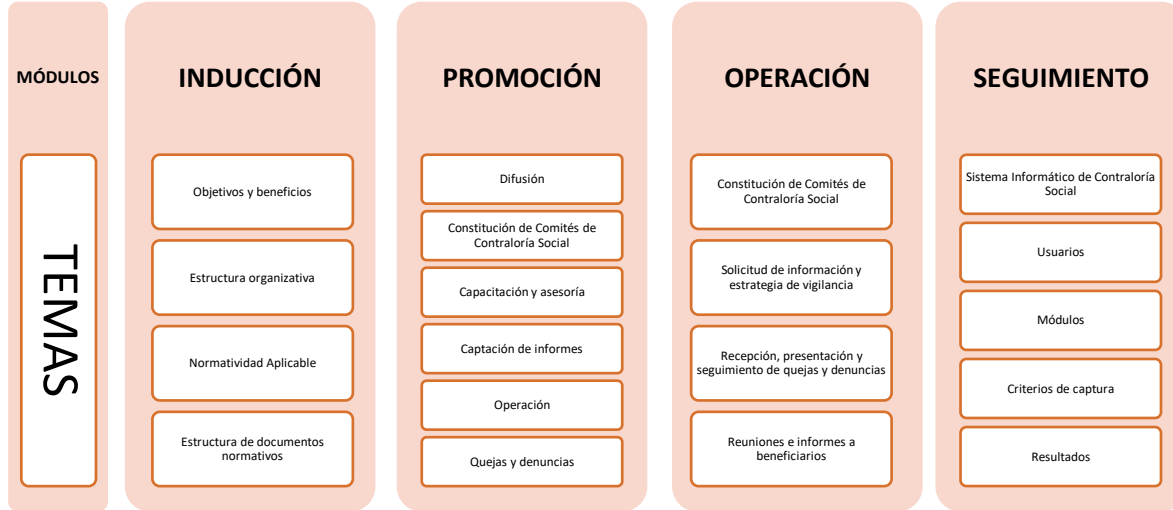 MÓDULOS
TEMAS
INDUCCIÓN
Objetivos y beneficios
Estructura organizativa
Normatividad Aplicable
Estructura de documentos
normativos
PROMOCIÓN
Difusión
Constitución de Comités de
Contraloría Social
Capacitación y asesoría
Captación de informes
Operación
Quejas y denuncias
OPERACIÓN
Constitución de Comités de
Contraloría Social
Solicitud de información y
estrategia de vigilancia
Recepción, presentación y
seguimiento de quejas y denuncias
Reuniones e informes a
beneficiarios
SEGUIMIENTO
Sistema Informático de Contraloría
Social
Usuarios
Módulos
Criterios de captura
Resultados